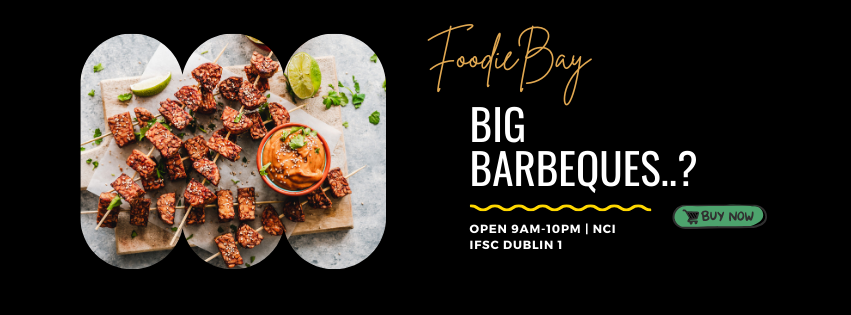 FoodieBay
BIG
BARBEQUES..?
OPEN 9AM-10PM | NCI
IFSC DUBLIN 1
BUY NOW